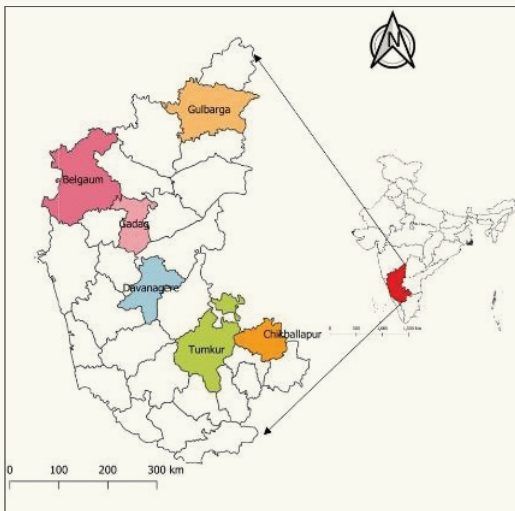 N
Gulbarga
Belgaum
Gadag
Davanagere
Chikballapur
Tumkur
0 100 200 300 km